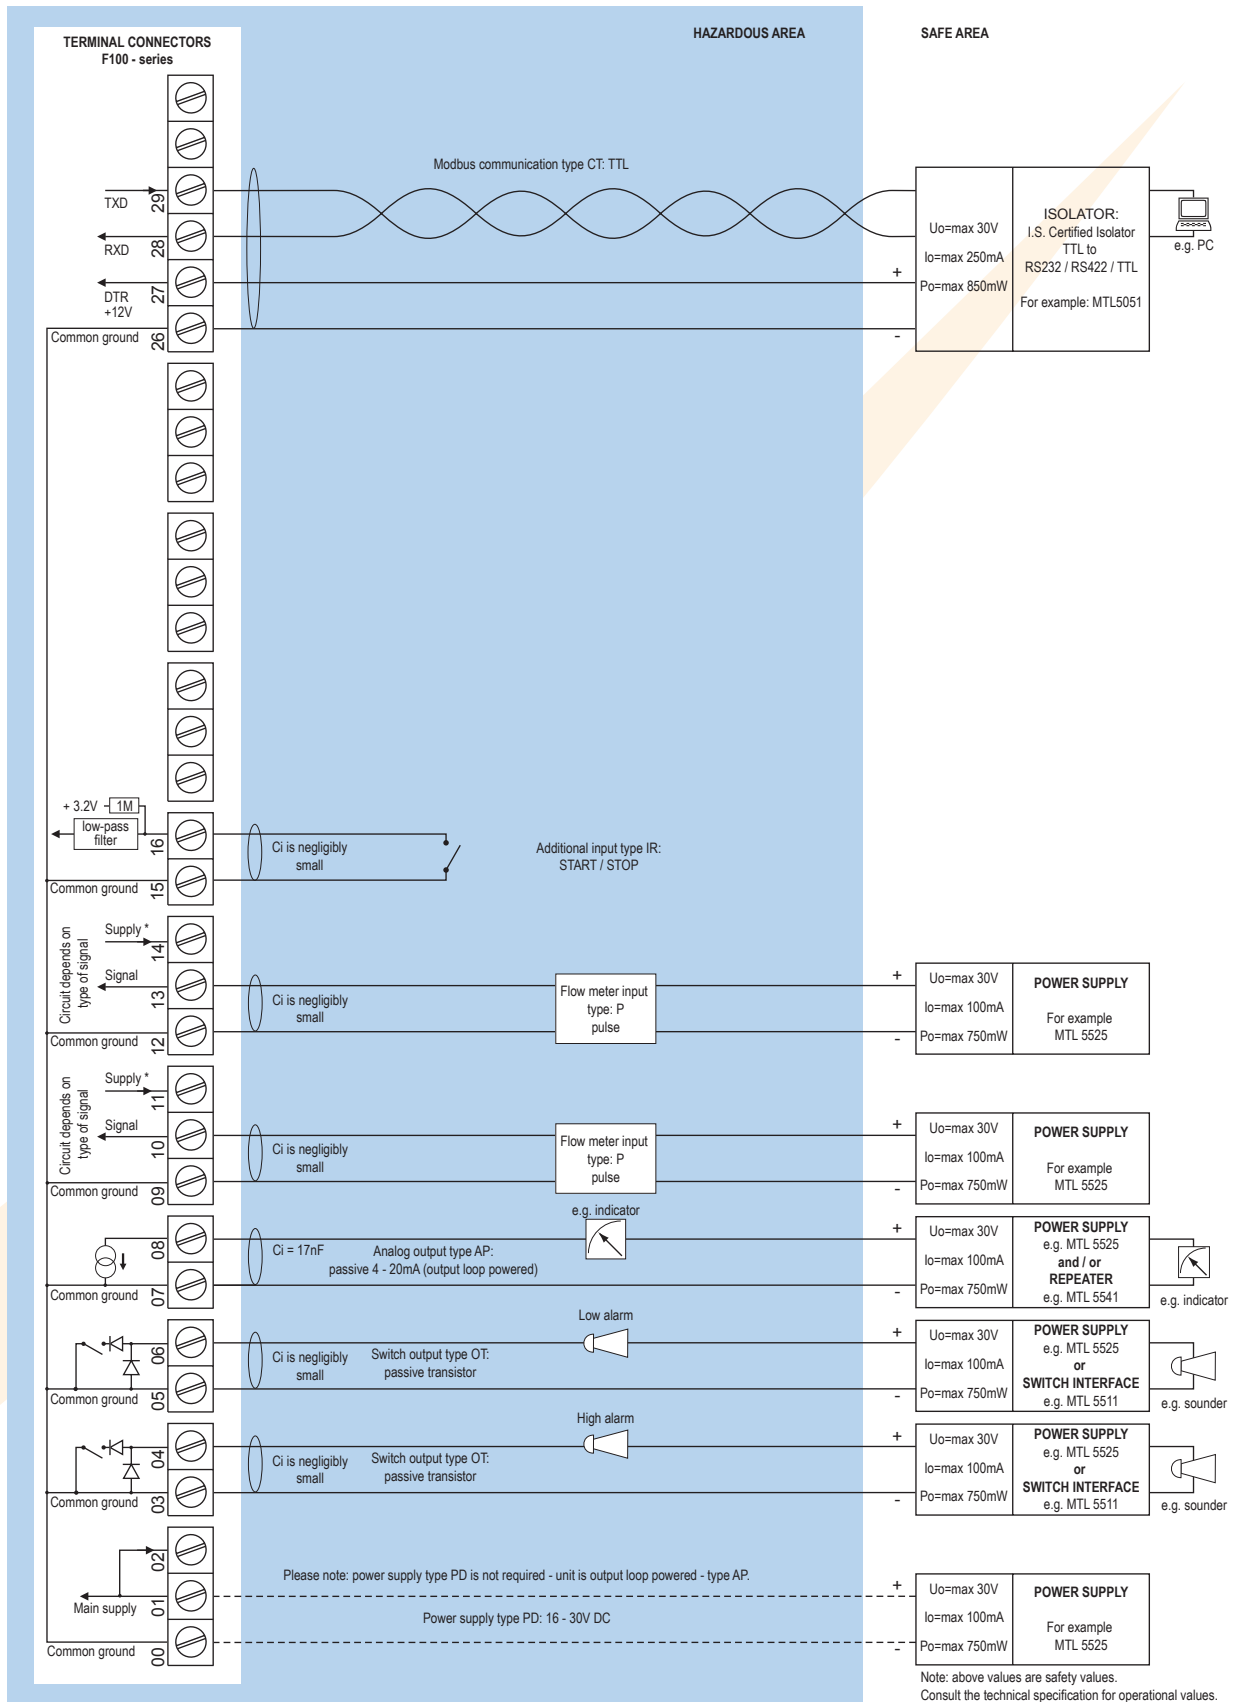 TERMINAL CONNECTORS
F100 - series
HAZARDOUS AREA
SAFE AREA
Modbus communication type CT: TTL
TXD
29
RXD
28
DTR
+12V
27
+
Common ground
26
-
Uo=max 30V
Io=max 250mA
Po=max 850mW
ISOLATOR:
I.S. Certified Isolator
TTL to
RS232 / RS422 / TTL
For example: MTL5051
e.g. PC
+ 3.2V
1M
low-pass
filter
16
Common ground
15
Ci is negligibly
small
Additional input type IR:
START / STOP
Circuit depends on
type of signal
Supply *
14
Signal
13
Common ground
12
Ci is negligibly
small
Flow meter input
type: P
pulse
+
-
Uo=max 30V
Io=max 100mA
Po=max 750mW
POWER SUPPLY
For example
MTL 5525
Circuit depends on
type of signal
Supply *
11
Signal
10
Common ground
09
Ci is negligibly
small
Flow meter input
type: P
pulse
+
-
Uo=max 30V
Io=max 100mA
Po=max 750mW
POWER SUPPLY
For example
MTL 5525
08
Common ground
07
Ci = 17nF
Analog output type AP:
passive 4 - 20mA (output loop powered)
e.g. indicator
+
-
Uo=max 30V
Io=max 100mA
Po=max 750mW
POWER SUPPLY
e.g. MTL 5525
and / or
REPEATER
e.g. MTL 5541
e.g. indicator
06
Common ground
05
Ci is negligibly
small
Switch output type OT:
passive transistor
Low alarm
+
-
Uo=max 30V
Io=max 100mA
Po=max 750mW
POWER SUPPLY
e.g. MTL 5525
or
SWITCH INTERFACE
e.g. MTL 5511
e.g. sounder
04
Common ground
03
Ci is negligibly
small
Switch output type OT:
passive transistor
High alarm
+
-
Uo=max 30V
Io=max 100mA
Po=max 750mW
POWER SUPPLY
e.g. MTL 5525
or
SWITCH INTERFACE
e.g. MTL 5511
e.g. sounder
02
Main supply
01
Common ground
00
Please note: power supply type PD is not required - unit is output loop powered - type AP.
Power supply type PD: 16 - 30V DC
+
-
Uo=max 30V
Io=max 100mA
Po=max 750mW
POWER SUPPLY
For example
MTL 5525
Note: above values are safety values.
Consult the technical specification for operational values.